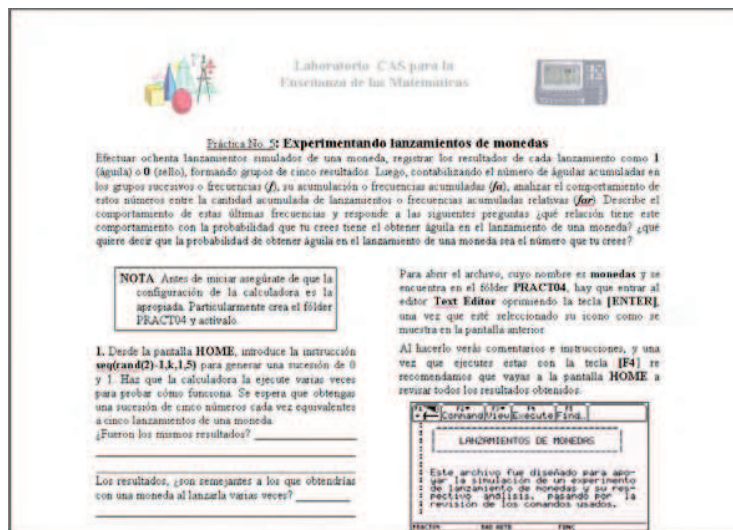 Laboratorio CAS para la
Enseñanza de las Matemáticas
Práctica No. 5: Experimentando lanzamientos de monedas
Efectuar ochenta lanzamientos simulados de una moneda, registrar los resultados de cada lanzamiento como 1
(águila) o 0 (sello), formando grupos de cinco resultados. Luego, contabilizando el número de águilas acumuladas en
los grupos sucesivos o frecuencias (f), su acumulación o frecuencias acumuladas (fa), analizar el comportamiento de
estos números entre la cantidad acumulada de lanzamientos o frecuencias acumuladas relativas (far). Describe el
comportamiento de estas últimas frecuencias y responde a las siguientes preguntas ¿qué relación tiene este
comportamiento con la probabilidad que tu crees tiene el obtener águila en el lanzamiento de una moneda? ¿qué
quiere decir que la probabilidad de obtener águila en el lanzamiento de una moneda sea el número que tu crees?
NOTA Antes de iniciar asegúrate de que la
configuración de la calculadora es la
apropiada. Particularmente crea el fólder
PRACT04 y actívalo.
1. Desde la pantalla HOME, introduce la instrucción
seq(rand(2)-1,k,1,5) para generar una sucesión de 0
y 1. Haz que la calculadora la ejecute varias veces
para probar cómo funciona. Se espera que obtengas
una sucesión de cinco números cada vez equivalentes
a cinco lanzamientos de una moneda.
¿Fueron los mismos resultados?
Los resultados, ¿son semejantes a los que obtendrías
con una moneda al lanzarla varias veces?
Para abrir el archivo, cuyo nombre es monedas y se
encuentra en el fólder PRACT04, hay que entrar al
editor Text Editor oprimiendo la tecla [ENTER],
una vez que esté seleccionado su icono como se
muestra en la pantalla anterior.
Al hacerlo verás comentarios e instrucciones, y una
vez que ejecutes estas con la tecla [F4] te
recomendamos que vayas a la pantalla HOME a
revisar todos los resultados obtenidos.
Command View Execute Find...
LANZAMIENTOS DE MONEDAS
Este archivo fue diseñado para apo-
yar la simulación de un experimento
de lanzamiento de monedas y su res-
pectivo análisis, pasando por la
revisión de los comandos usados.
RAD AUTO FUNC